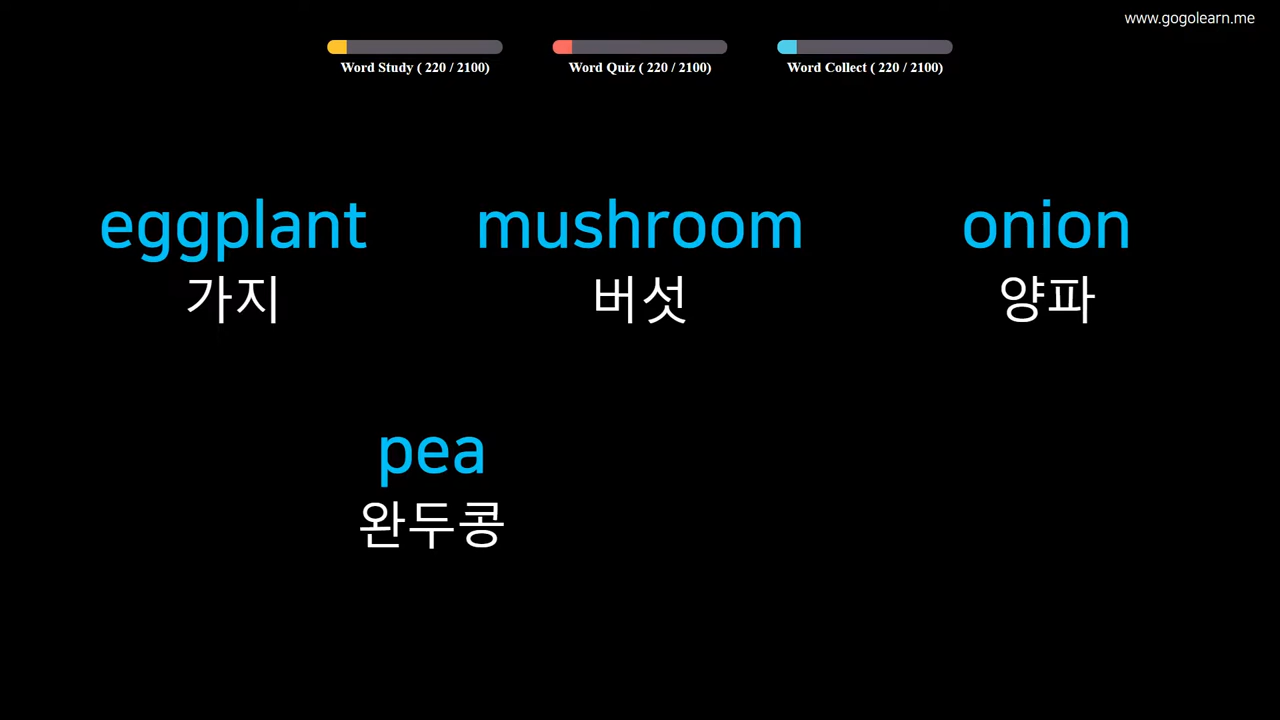 www.gogolearn.me
Word Study ( 220 / 2100)
Word Quiz ( 220 / 2100)
Word Collect ( 220 / 2100)
eggplant
가지
mushroom
버섯
onion
양파
pea
완두콩